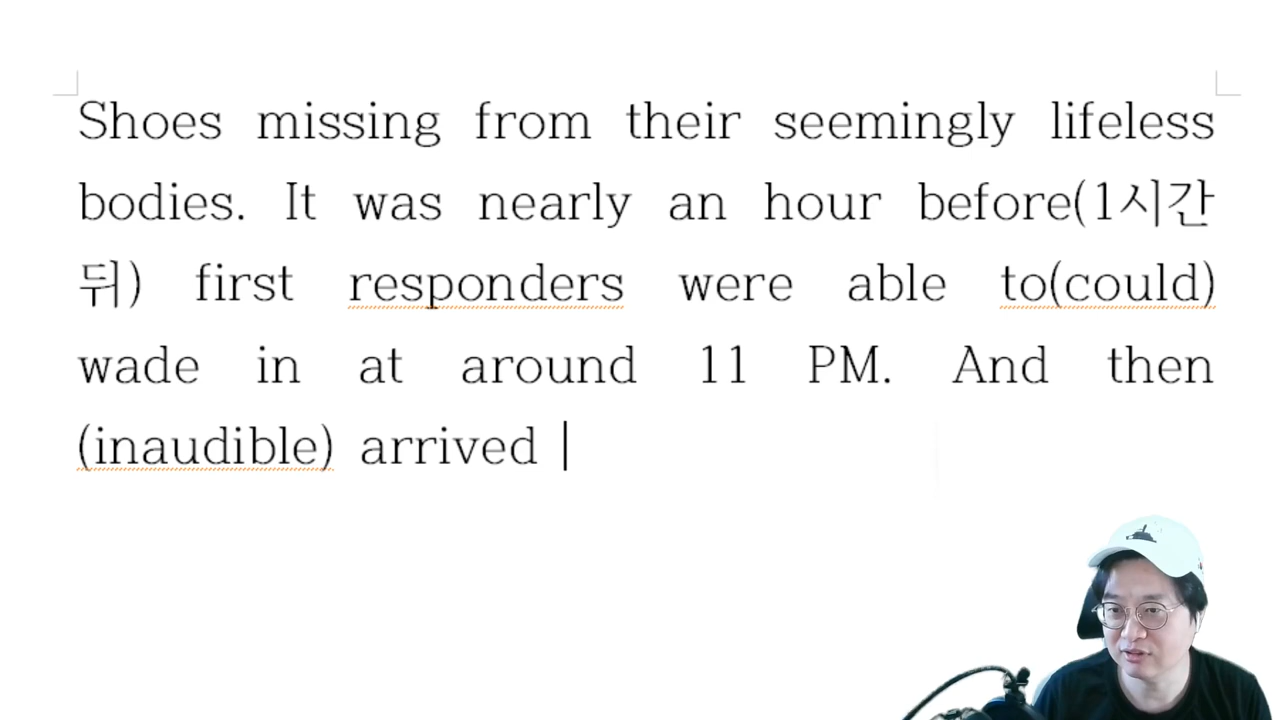 Shoes missing from their seemingly lifeless
bodies. It was nearly an hour before(1시간
뒤) first responders were able to(could)
wade in at around 11 PM. And then
(inaudible) arrived